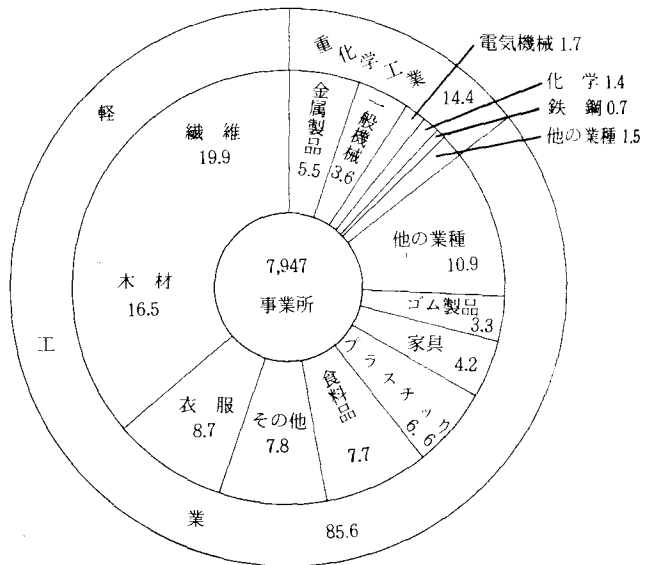 重化学工業
14.4
金属製品
5.5
一般機械
3.6
電気機械 1.7
化 学 1.4
鉄 鋼 0.7
他の業種 1.5
他の業種
10.9
ゴム製品
3.3
家具
4.2
プラスチック
6.6
食料品
7.7
その他
7.8
衣 服
8.7
木 材
16.5
繊 維
19.9
軽工業
85.6
7,947
事業所